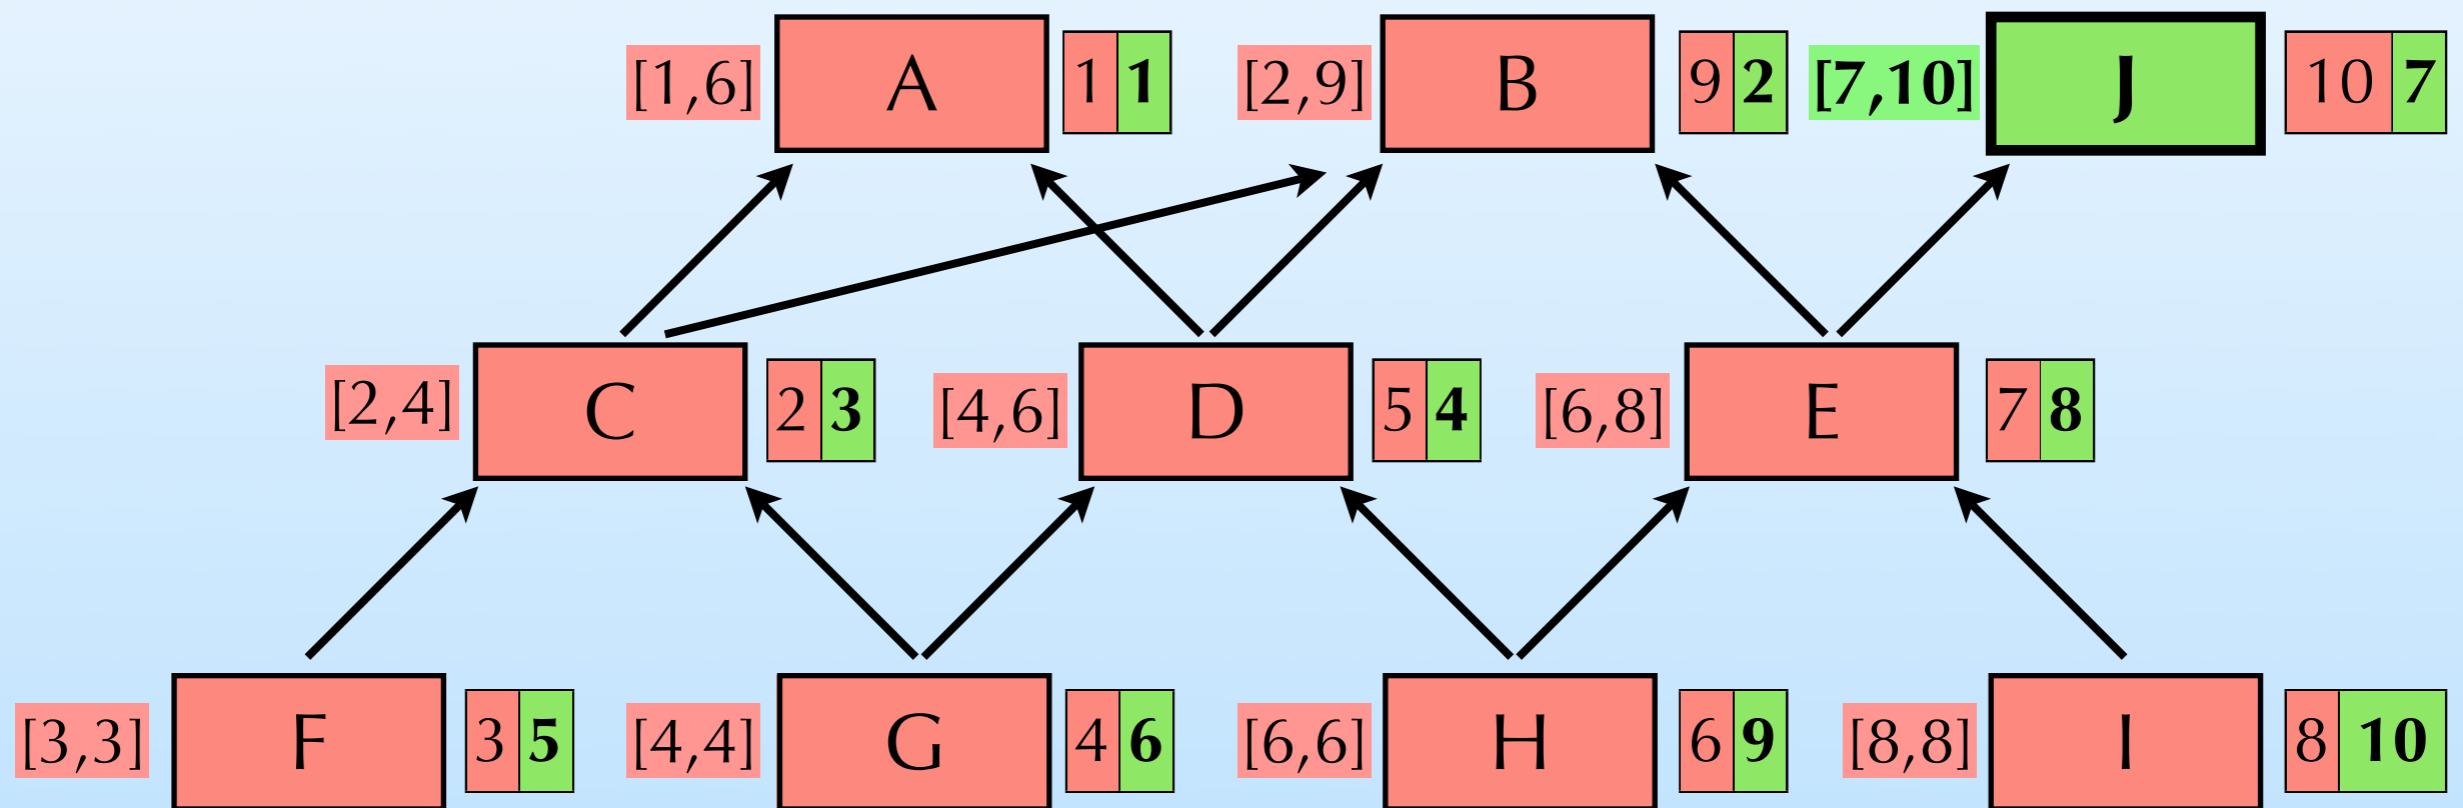 [1,6] A 1 1 [2,9] B 9 2 [7,10] J 10 7
[2,4] C 2 3 [4,6] D 5 4 [6,8] E 7 8
[3,3] F 3 5 [4,4] G 4 6 [6,6] H 6 9 [8,8] I 8 10